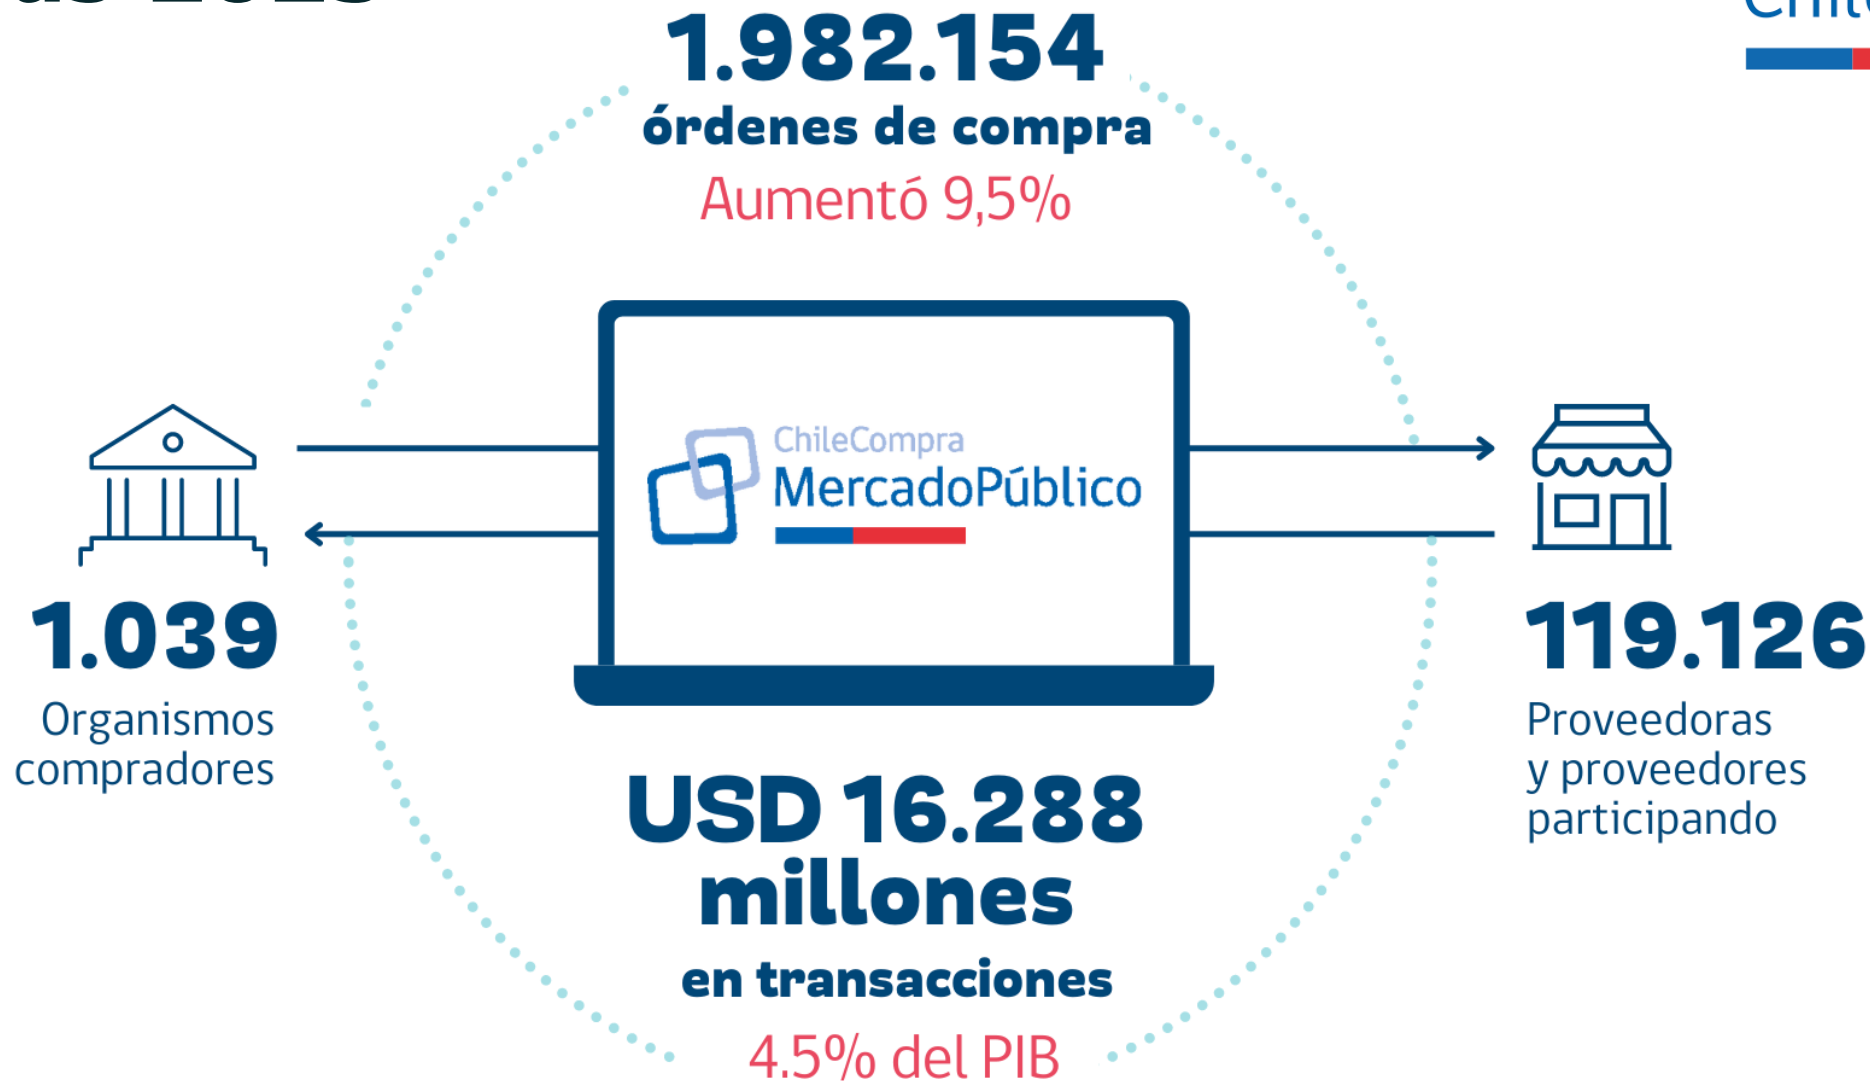 1.982.154
órdenes de compra
Aumentó 9,5%
ChileCompra
MercadoPúblico
1.039
Organismos
compradores
119.126
Proveedoras
y proveedores
participando
USD 16.288
millones
en transacciones
4.5% del PIB